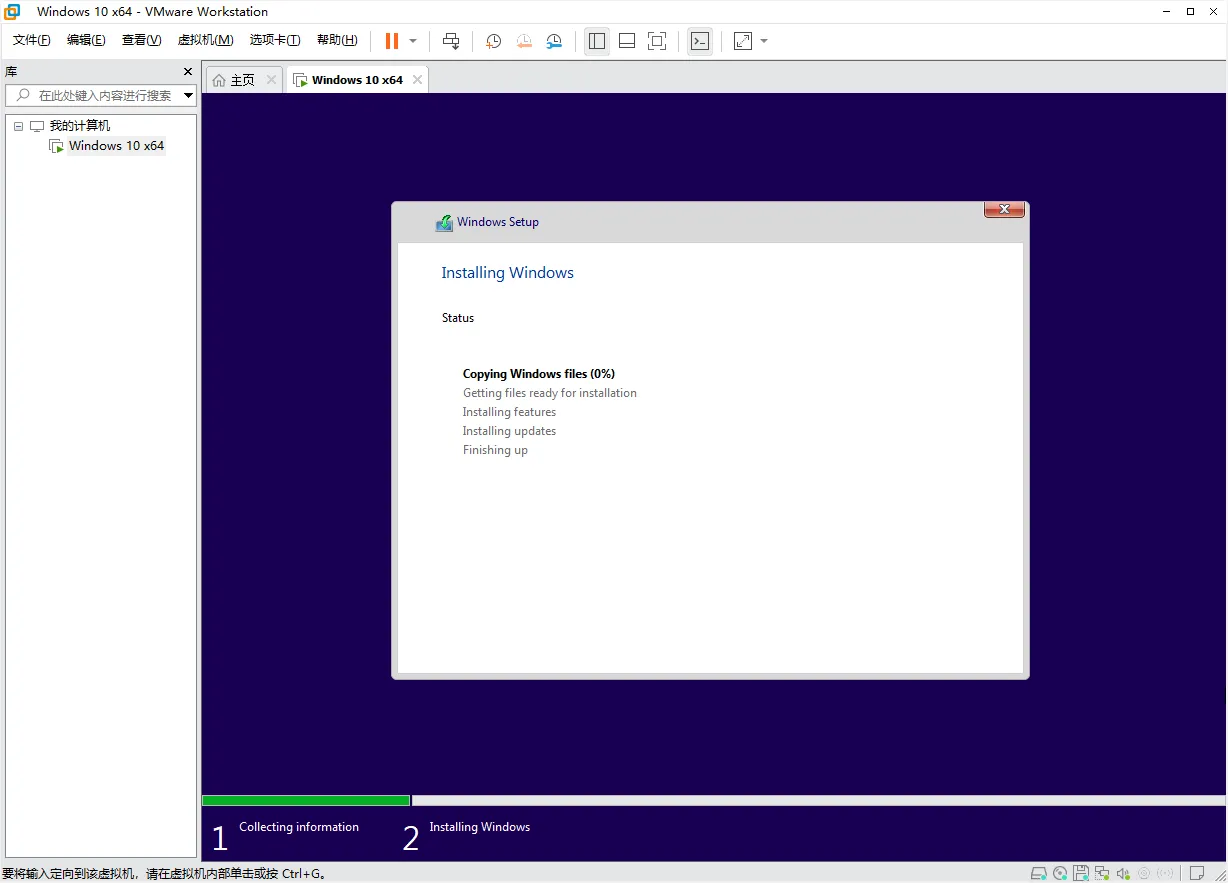 Windows 10 x64 - VMware Workstation
文件(F) 编辑(E) 查看(V) 虚拟机(M) 选项卡(T) 帮助(H)
库
在此处键入内容进行搜索
我的计算机
Windows 10 x64
主页
Windows 10 x64
Windows Setup
Installing Windows
Status
Copying Windows files (0%)
Getting files ready for installation
Installing features
Installing updates
Finishing up
1 Collecting information
2 Installing Windows
要将输入定向到该虚拟机，请在虚拟机内部单击或按 Ctrl+G。